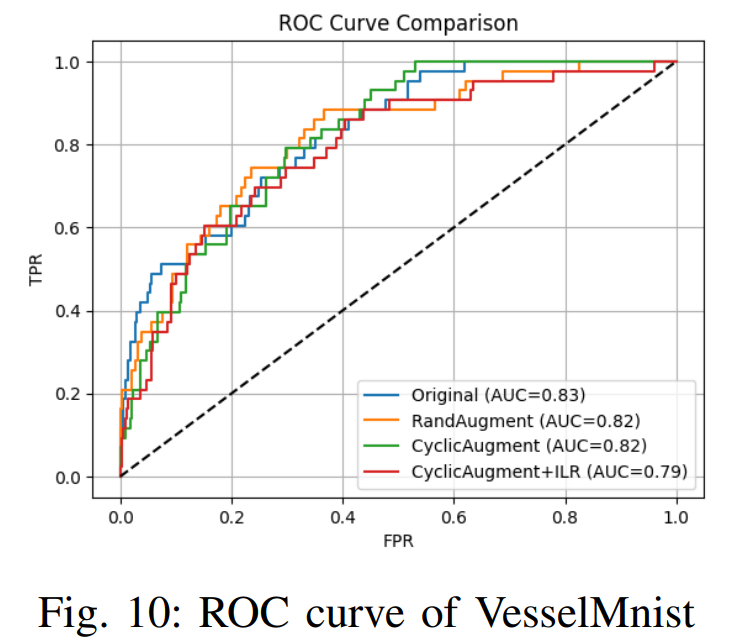 ROC Curve Comparison
1.0
0.8
0.6
0.4
0.2
0.0
TPR
Original (AUC=0.83)
RandAugment (AUC=0.82)
CyclicAugment (AUC=0.82)
CyclicAugment+ILR (AUC=0.79)
0.0 0.2 0.4 0.6 0.8 1.0
FPR
Fig. 10: ROC curve of VesselMnist